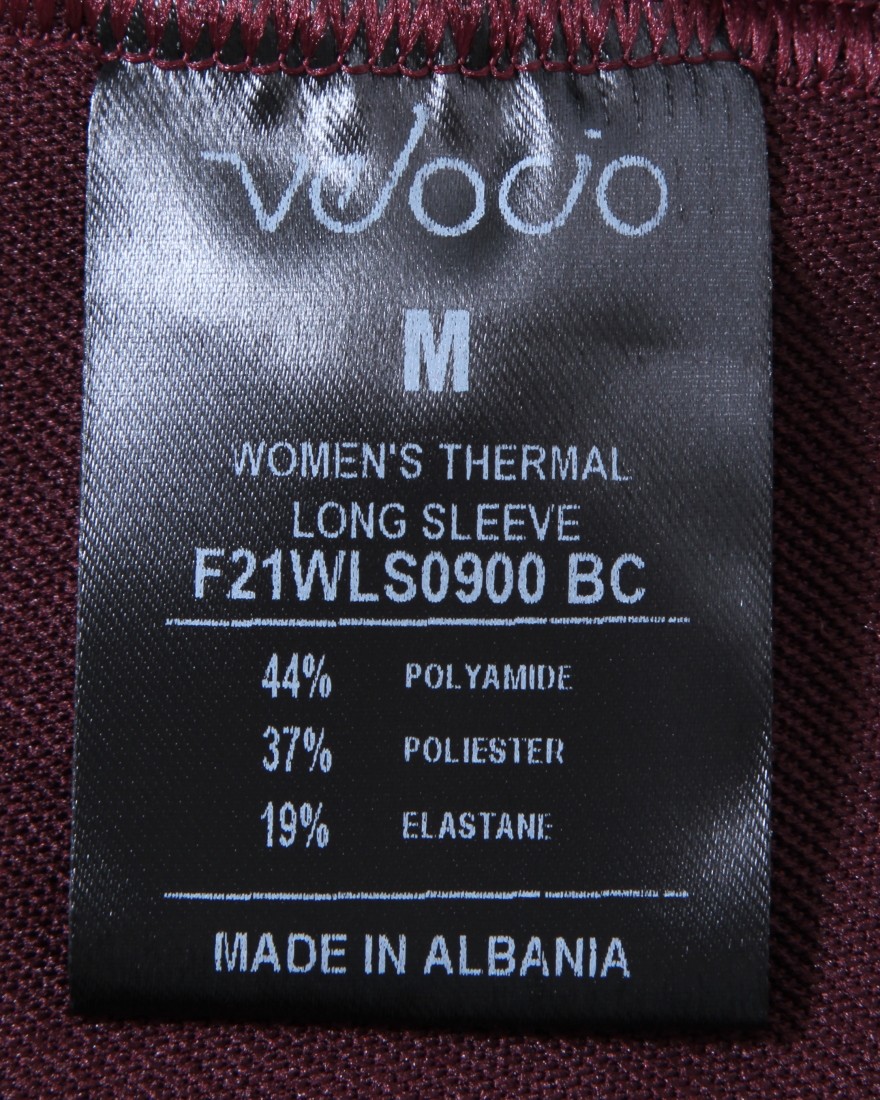 velocio
M
WOMEN'S THERMAL
LONG SLEEVE
F21WLS0900 BC
44% POLYAMIDE
37% POLIESTER
19% ELASTANE
MADE IN ALBANIA